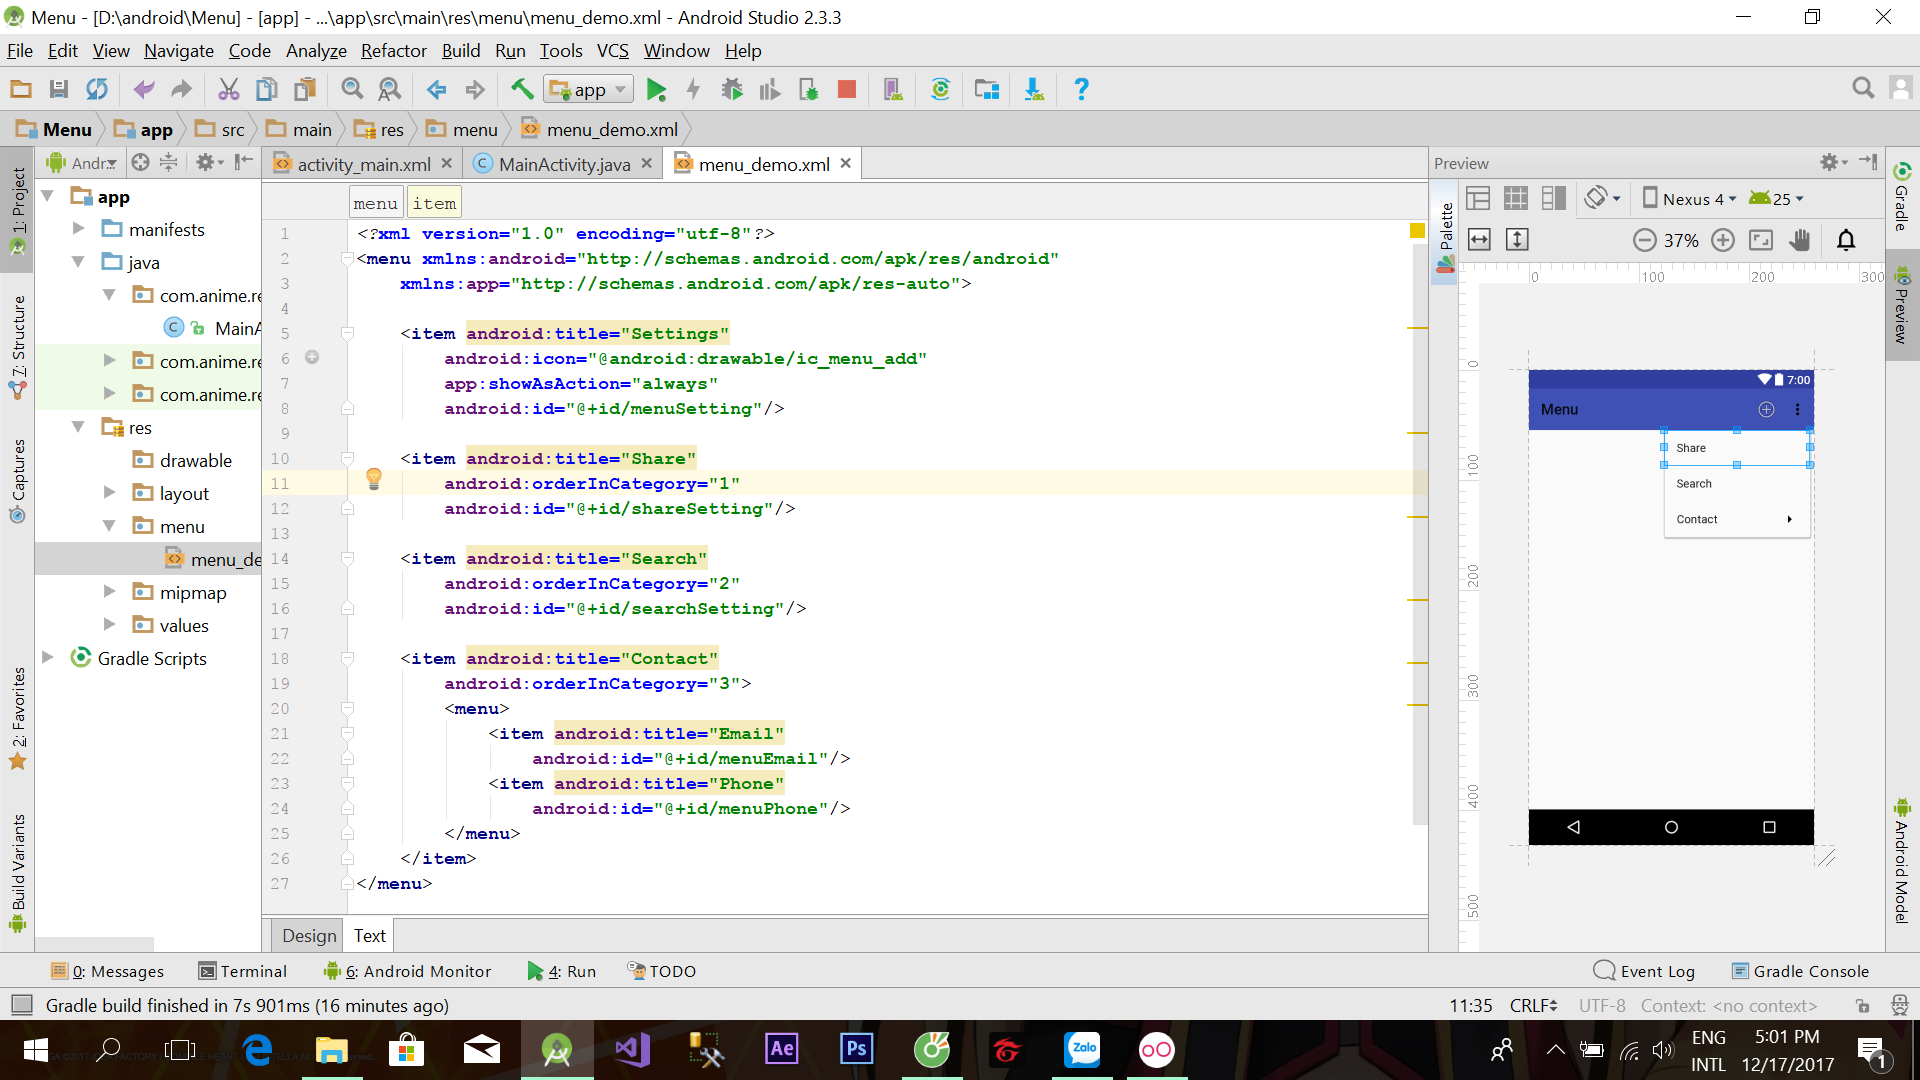 Menu - [D:\android\Menu] - [app] - ...\app\src\main\res\menu\menu_demo.xml - Android Studio 2.3.3
File Edit View Navigate Code Analyze Refactor Build Run Tools VCS Window Help
app
Menu app src main res menu menu_demo.xml
Andr
activity_main.xml MainActivity.java menu_demo.xml
Preview
1: Project
7: Structure
Captures
2: Favorites
Build Variants
app
manifests
java
com.anime.re
MainA
com.anime.re
com.anime.re
res
drawable
layout
menu
menu_de
mipmap
values
Gradle Scripts
menu item
1 <?xml version="1.0" encoding="utf-8"?>
2 <menu xmlns:android="http://schemas.android.com/apk/res/android"
3 xmlns:app="http://schemas.android.com/apk/res-auto">
4
5 <item android:title="Settings"
6 android:icon="@android:drawable/ic_menu_add"
7 app:showAsAction="always"
8 android:id="@+id/menuSetting"/>
9
10 <item android:title="Share"
11 android:orderInCategory="1"
12 android:id="@+id/shareSetting"/>
13
14 <item android:title="Search"
15 android:orderInCategory="2"
16 android:id="@+id/searchSetting"/>
17
18 <item android:title="Contact"
19 android:orderInCategory="3">
20 <menu>
21 <item android:title="Email"
22 android:id="@+id/menuEmail"/>
23 <item android:title="Phone"
24 android:id="@+id/menuPhone"/>
25 </menu>
26 </item>
27 </menu>
Design Text
Palette
Nexus 4 25
37%
0 100 200 300
0
100
200
300
400
500
7:00
Menu
Share
Search
Contact
Gradle
Preview
Android Model
0: Messages Terminal 6: Android Monitor 4: Run TODO Event Log Gradle Console
Gradle build finished in 7s 901ms (16 minutes ago) 11:35 CRLF UTF-8 Context: <no context>
Ae Ps Zalo
ENG 5:01 PM
INTL 12/17/2017 1